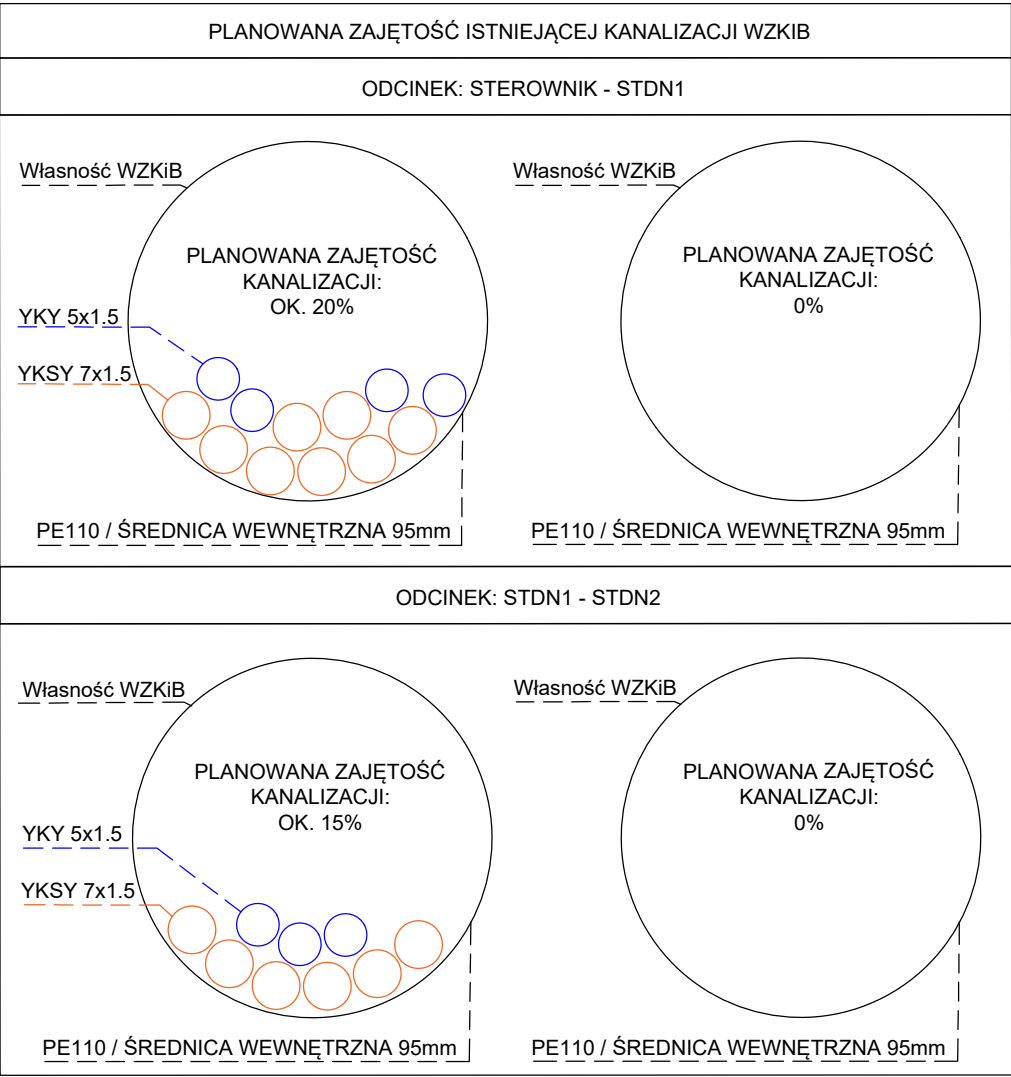 PLANOWANA ZAJĘTOŚĆ ISTNIEJĄCEJ KANALIZACJI WZKIB
ODCINEK: STEROWNIK - STDN1
Własność WZKiB
PLANOWANA ZAJĘTOŚĆ
KANALIZACJI:
OK. 20%
YKY 5x1.5
YKSY 7x1.5
PE110 / ŚREDNICA WEWNĘTRZNA 95mm
Własność WZKiB
PLANOWANA ZAJĘTOŚĆ
KANALIZACJI:
0%
PE110 / ŚREDNICA WEWNĘTRZNA 95mm
ODCINEK: STDN1 - STDN2
Własność WZKiB
PLANOWANA ZAJĘTOŚĆ
KANALIZACJI:
OK. 15%
YKY 5x1.5
YKSY 7x1.5
PE110 / ŚREDNICA WEWNĘTRZNA 95mm
Własność WZKiB
PLANOWANA ZAJĘTOŚĆ
KANALIZACJI:
0%
PE110 / ŚREDNICA WEWNĘTRZNA 95mm